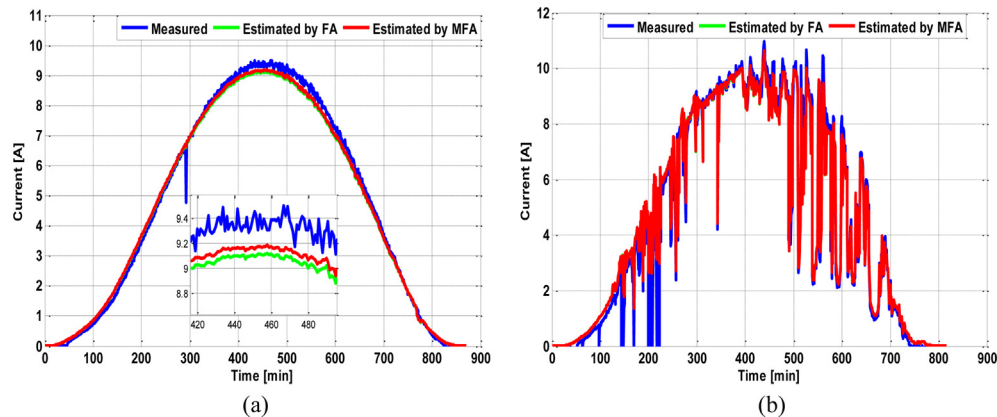 11
10
9
8
7
6
5
4
3
2
1
0
Current [A]
Measured Estimated by FA Estimated by MFA
9.4
9.2
9
8.8
420 440 460 480
0 100 200 300 400 500 600 700 800 900
Time [min]
(a)
12
10
8
6
4
2
0
Current [A]
Measured Estimated by FA Estimated by MFA
0 100 200 300 400 500 600 700 800 900
Time [min]
(b)